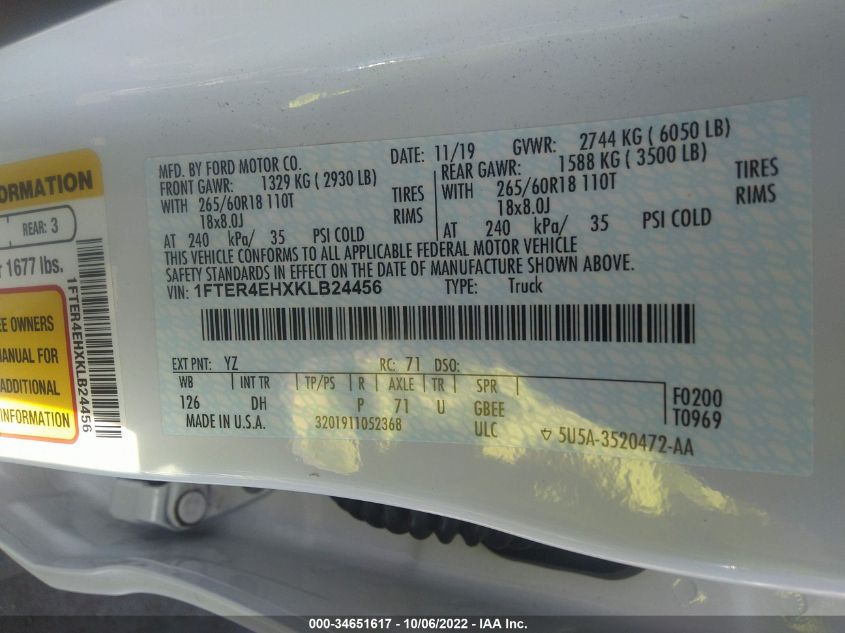 ORMATION
REAR: 3
1677 lbs.
EE OWNERS
MANUAL FOR
ADDITIONAL
INFORMATION
1FTER4EHXKLB24456
MFD. BY FORD MOTOR CO.
DATE: 11/19 GVWR: 2744 KG ( 6050 LB)
FRONT GAWR: 1329 KG ( 2930 LB)
REAR GAWR: 1588 KG ( 3500 LB)
WITH 265/60R18 110T TIRES
WITH 265/60R18 110T TIRES
18x8.0J RIMS
18x8.0J RIMS
AT 240 kPa/ 35 PSI COLD
AT 240 kPa/ 35 PSI COLD
THIS VEHICLE CONFORMS TO ALL APPLICABLE FEDERAL MOTOR VEHICLE
SAFETY STANDARDS IN EFFECT ON THE DATE OF MANUFACTURE SHOWN ABOVE.
VIN: 1FTER4EHXKLB24456 TYPE: Truck
EXT PNT: YZ RC: 71 DSO:
WB INT TR TP/PS R AXLE TR SPR
126 DH P 71 U GBEE
F0200
T0969
MADE IN U.S.A. 3201911052368 ULC
5U5A-3520472-AA
000-34651617 - 10/06/2022 - IAA Inc.